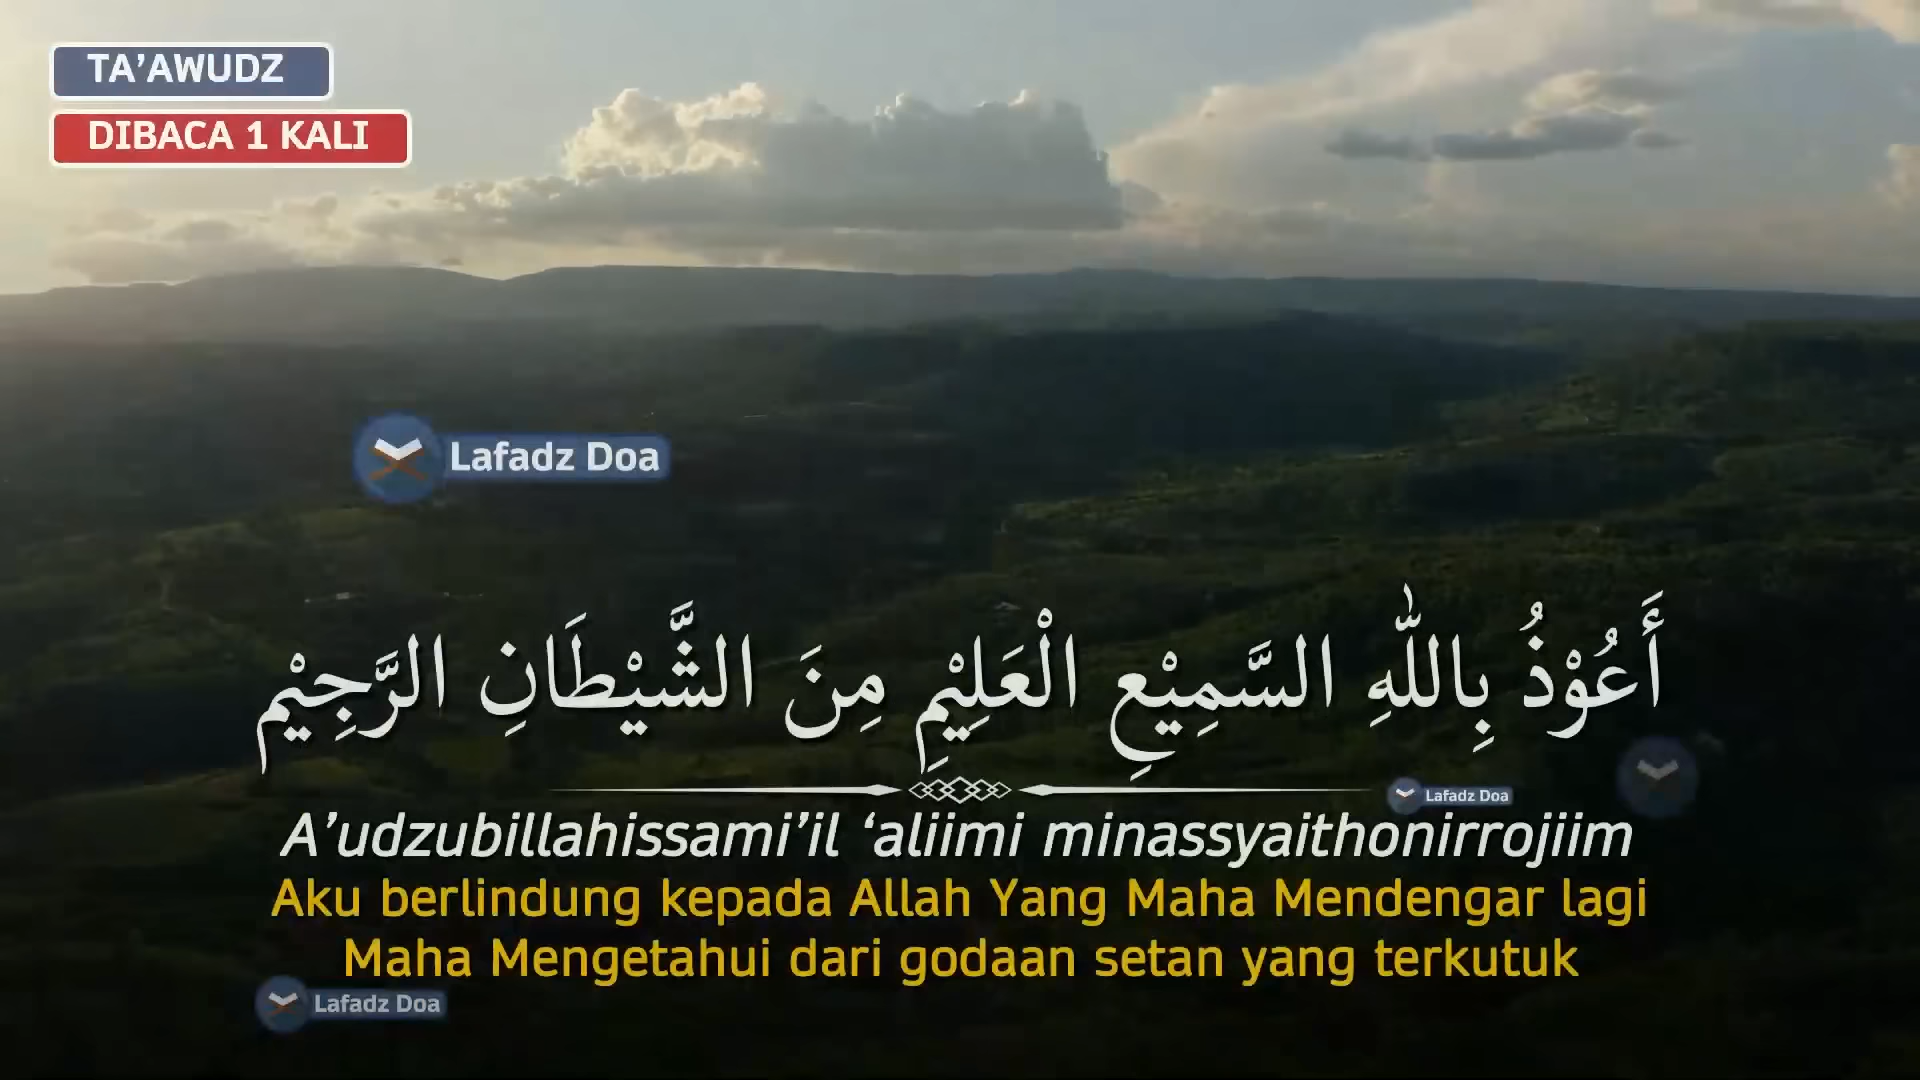 TA’AWUDZ
DIBACA 1 KALI
Lafadz Doa
أَعُوْذُ بِاللّٰهِ السَّمِيْعِ الْعَلِيْمِ مِنَ الشَّيْطَانِ الرَّجِيْمِ
Lafadz Doa
A’udzubillahissami’il ‘aliimi minassyaithonirrojiim
Aku berlindung kepada Allah Yang Maha Mendengar lagi
Maha Mengetahui dari godaan setan yang terkutuk
Lafadz Doa